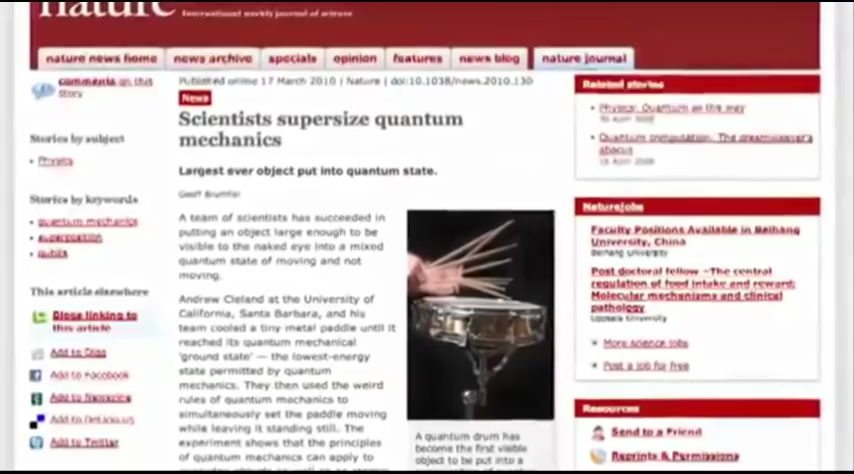 nature International weekly journal of science
nature news home news archive specials opinion features news blog nature journal
comments on this
story
Stories by subject
Physics
Stories by keywords
quantum mechanics
superposition
qubits
This article elsewhere
Blogs linking to
this article
Add to Digg
Add to Facebook
Add to Newsvine
Add to Del.icio.us
Add to Twitter
Published online 17 March 2010 | Nature | doi:10.1038/news.2010.130
News
Scientists supersize quantum
mechanics
Largest ever object put into quantum state.
Geoff Brumfiel
A team of scientists has succeeded in
putting an object large enough to be
visible to the naked eye into a mixed
quantum state of moving and not
moving.
Andrew Cleland at the University of
California, Santa Barbara, and his
team cooled a tiny metal paddle until it
reached its quantum mechanical
'ground state' — the lowest-energy
state permitted by quantum
mechanics. They then used the weird
rules of quantum mechanics to
simultaneously set the paddle moving
while leaving it standing still. The
experiment shows that the principles
of quantum mechanics can apply to
A quantum drum has
become the first visible
object to be put into a
Related stories
Physics: Quantum all the way
30 April 2008
Quantum computation: The dreamweaver's
abacus
16 April 2008
Naturejobs
Faculty Positions Available in Beihang
University, China
Beihang University
Post doctoral fellow –The central
regulation of food intake and reward:
Molecular mechanisms and clinical
pathology
Uppsala University
More science jobs
Post a job for free
Resources
Send to a Friend
Reprints & Permissions